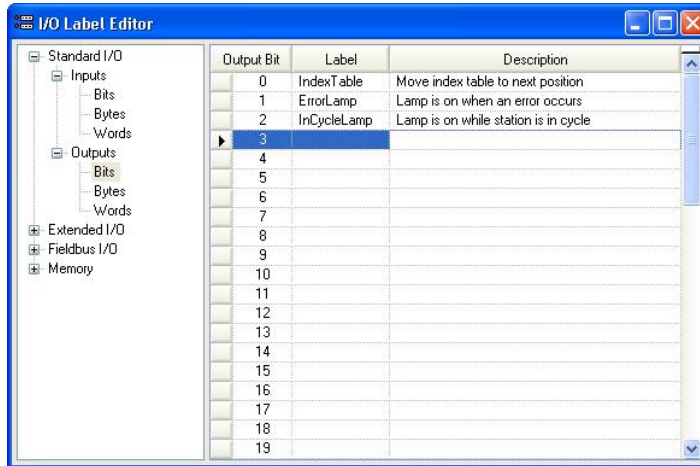 I/O Label Editor
Standard I/O
Inputs
Bits
Bytes
Words
Outputs
Bits
Bytes
Words
Extended I/O
Fieldbus I/O
Memory
Output Bit Label Description
0 IndexTable Move index table to next position
1 ErrorLamp Lamp is on when an error occurs
2 InCycleLamp Lamp is on while station is in cycle
3
4
5
6
7
8
9
10
11
12
13
14
15
16
17
18
19